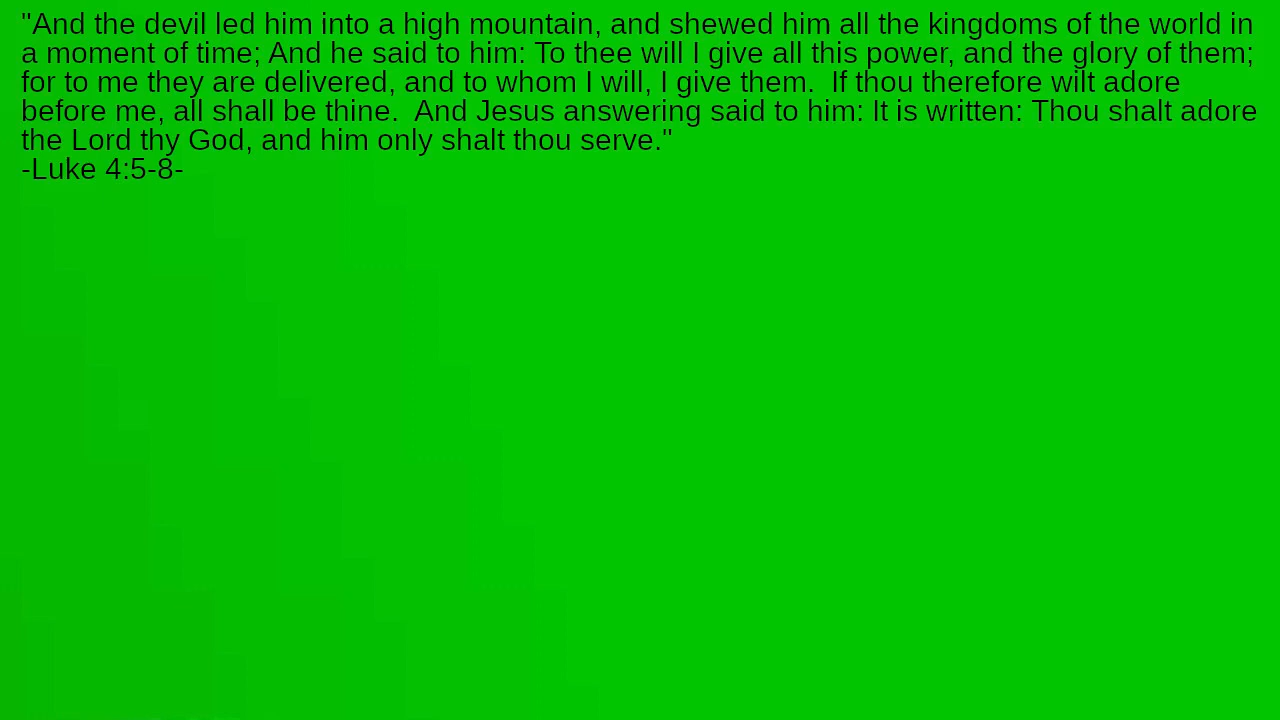 "And the devil led him into a high mountain, and shewed him all the kingdoms of the world in
a moment of time; And he said to him: To thee will I give all this power, and the glory of them;
for to me they are delivered, and to whom I will, I give them.  If thou therefore wilt adore
before me, all shall be thine.  And Jesus answering said to him: It is written: Thou shalt adore
the Lord thy God, and him only shalt thou serve."
-Luke 4:5-8-